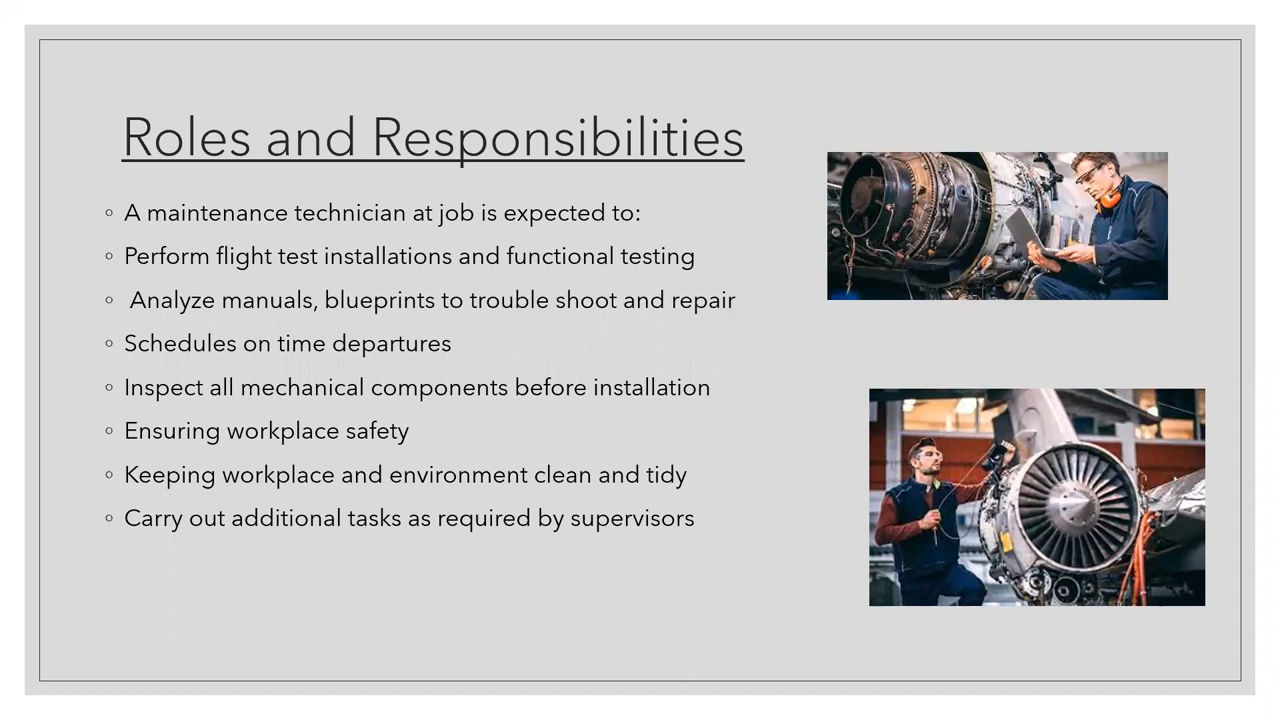 Roles and Responsibilities
◦ A maintenance technician at job is expected to:
◦ Perform flight test installations and functional testing
◦ Analyze manuals, blueprints to trouble shoot and repair
◦ Schedules on time departures
◦ Inspect all mechanical components before installation
◦ Ensuring workplace safety
◦ Keeping workplace and environment clean and tidy
◦ Carry out additional tasks as required by supervisors